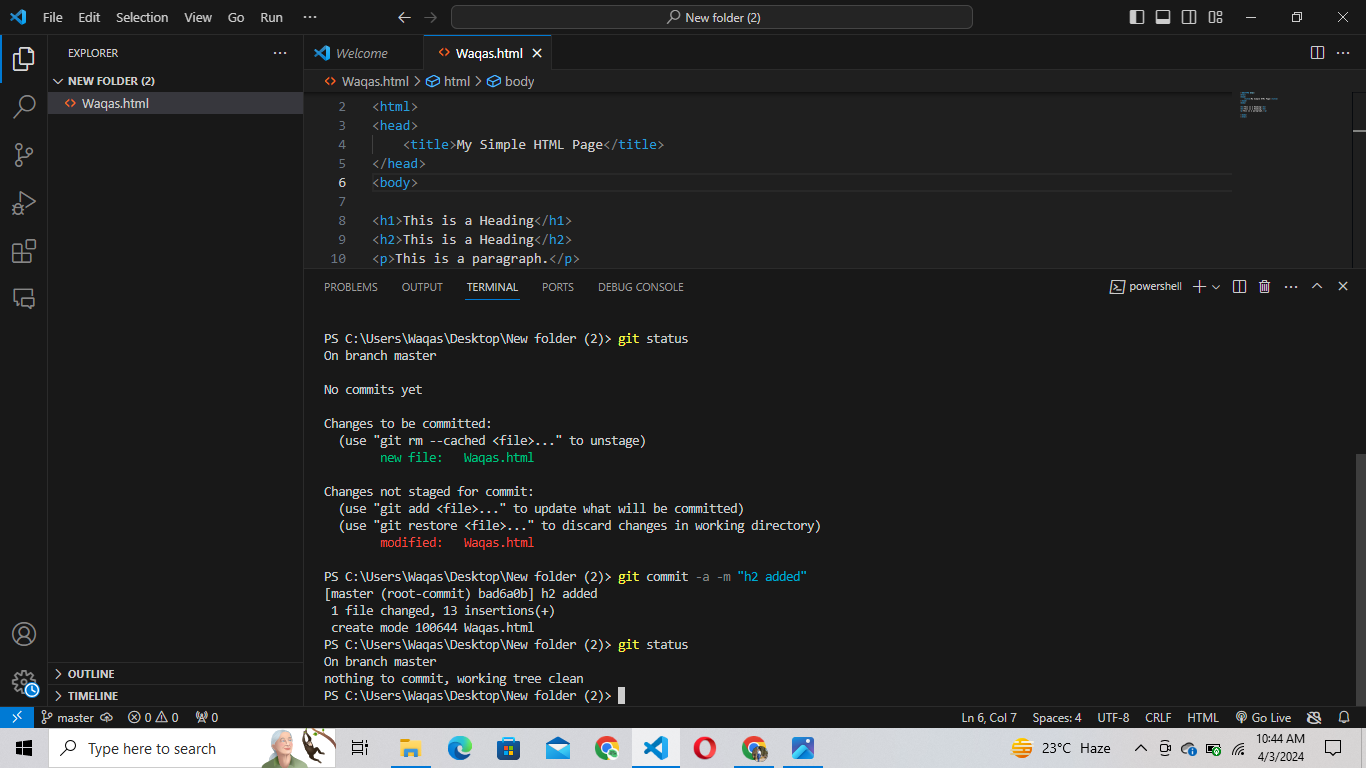 File Edit Selection View Go Run ···
New folder (2)
EXPLORER
NEW FOLDER (2)
Waqas.html
OUTLINE
TIMELINE
Welcome
Waqas.html
Waqas.html > html > body
2 <html>
3 <head>
4 <title>My Simple HTML Page</title>
5 </head>
6 <body>
7
8 <h1>This is a Heading</h1>
9 <h2>This is a Heading</h2>
10 <p>This is a paragraph.</p>
PROBLEMS OUTPUT TERMINAL PORTS DEBUG CONSOLE
powershell
PS C:\Users\Waqas\Desktop\New folder (2)> git status
On branch master
No commits yet
Changes to be committed:
(use "git rm --cached <file>..." to unstage)
new file: Waqas.html
Changes not staged for commit:
(use "git add <file>..." to update what will be committed)
(use "git restore <file>..." to discard changes in working directory)
modified: Waqas.html
PS C:\Users\Waqas\Desktop\New folder (2)> git commit -a -m "h2 added"
[master (root-commit) bad6a0b] h2 added
1 file changed, 13 insertions(+)
create mode 100644 Waqas.html
PS C:\Users\Waqas\Desktop\New folder (2)> git status
On branch master
nothing to commit, working tree clean
PS C:\Users\Waqas\Desktop\New folder (2)>
master 0 0 0
Ln 6, Col 7 Spaces: 4 UTF-8 CRLF HTML Go Live
Type here to search
23°C Haze
10:44 AM
4/3/2024